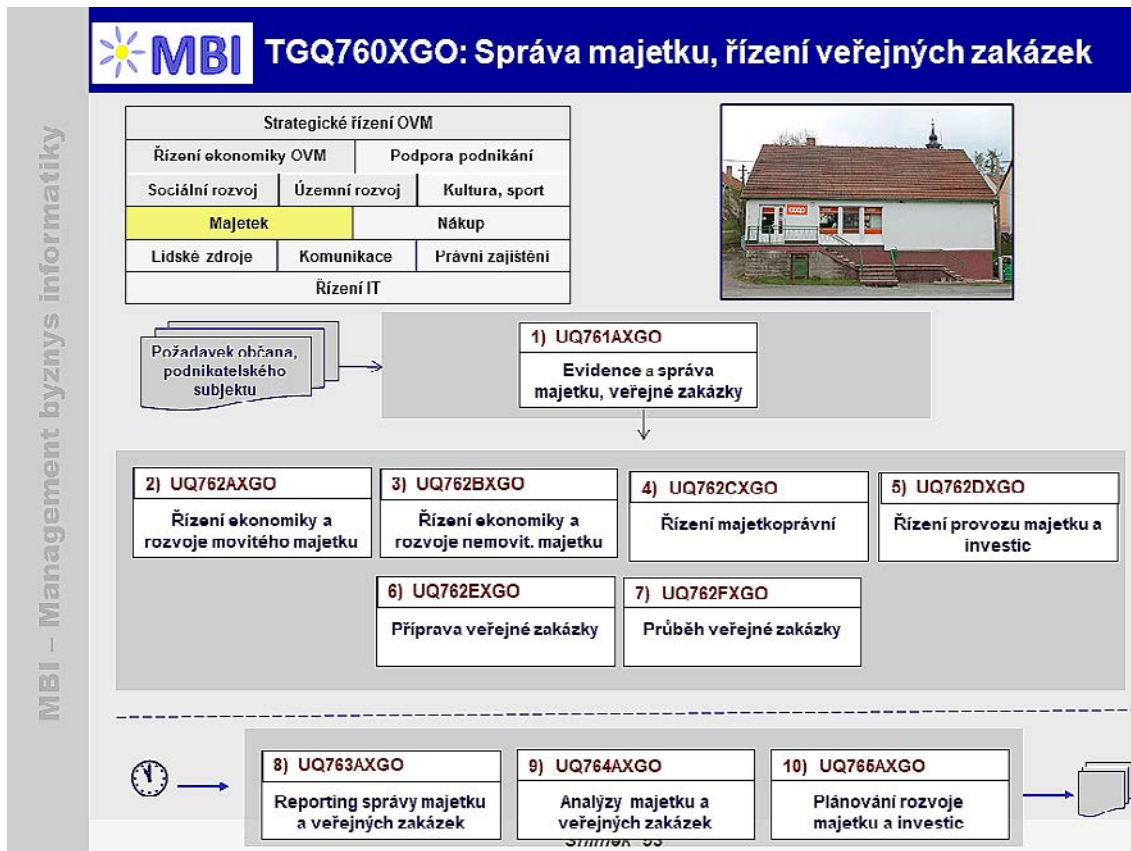 MBI
TGQ760XGO: Správa majetku, řízení veřejných zakázek
MBI – Management byznys informatiky
Strategické řízení OVM
Řízení ekonomiky OVM
Podpora podnikání
Sociální rozvoj
Územní rozvoj
Kultura, sport
Majetek
Nákup
Lidské zdroje
Komunikace
Právní zajištění
Řízení IT
coop
Požadavek občana,
podnikatelského
subjektu
1) UQ761AXGO
Evidence a správa
majetku, veřejné zakázky
2) UQ762AXGO
Řízení ekonomiky a
rozvoje movitého majetku
3) UQ762BXGO
Řízení ekonomiky a
rozvoje nemovit. majetku
4) UQ762CXGO
Řízení majetkoprávní
5) UQ762DXGO
Řízení provozu majetku a
investic
6) UQ762EXGO
Příprava veřejné zakázky
7) UQ762FXGO
Průběh veřejné zakázky
8) UQ763AXGO
Reporting správy majetku
a veřejných zakázek
9) UQ764AXGO
Analýzy majetku a
veřejných zakázek
10) UQ765AXGO
Plánování rozvoje
majetku a investic
Snímek 53